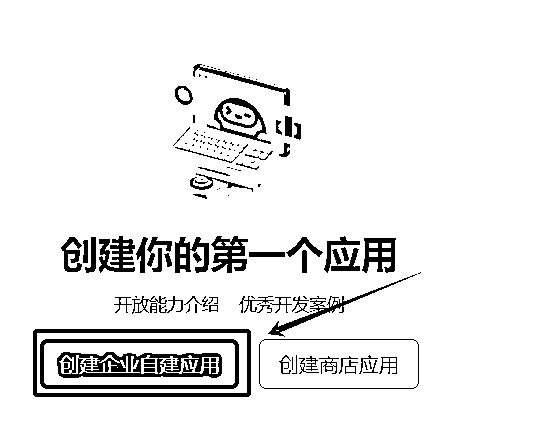 创建你的第一个应用
开放能力介绍 优秀开发案例
创建企业自建应用 创建商店应用